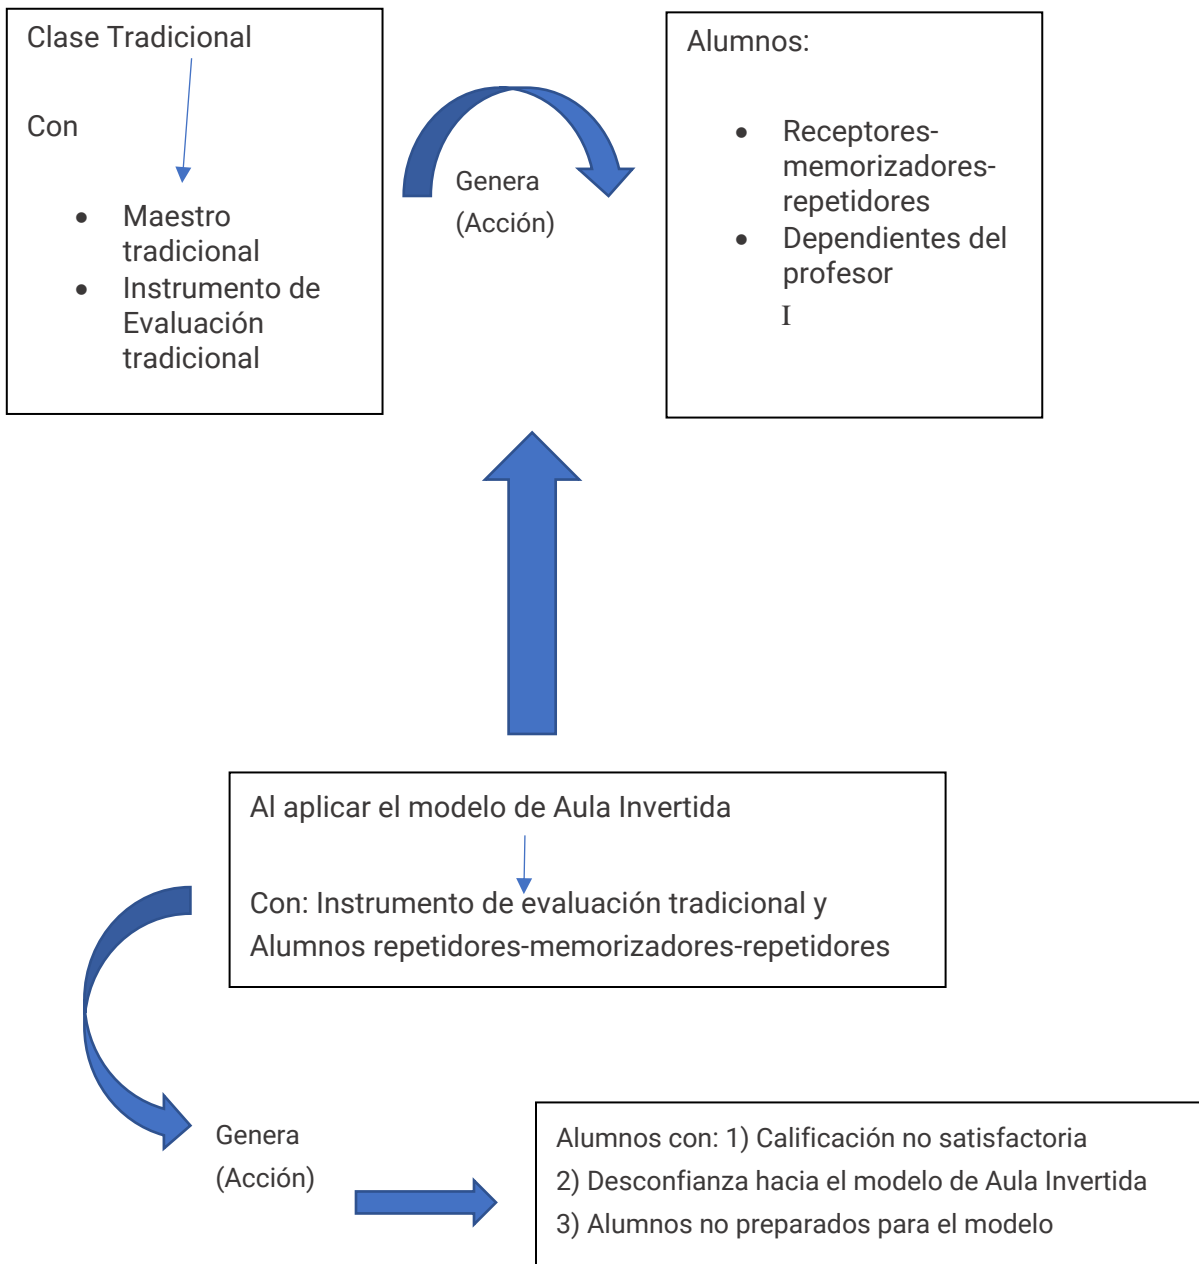 Clase Tradicional
Con
• Maestro
tradicional
• Instrumento de
Evaluación
tradicional
Genera
(Acción)
Alumnos:
• Receptores-
memorizadores-
repetidores
• Dependientes del
profesor
I
Al aplicar el modelo de Aula Invertida
Con: Instrumento de evaluación tradicional y
Alumnos repetidores-memorizadores-repetidores
Genera
(Acción)
Alumnos con: 1) Calificación no satisfactoria
2) Desconfianza hacia el modelo de Aula Invertida
3) Alumnos no preparados para el modelo